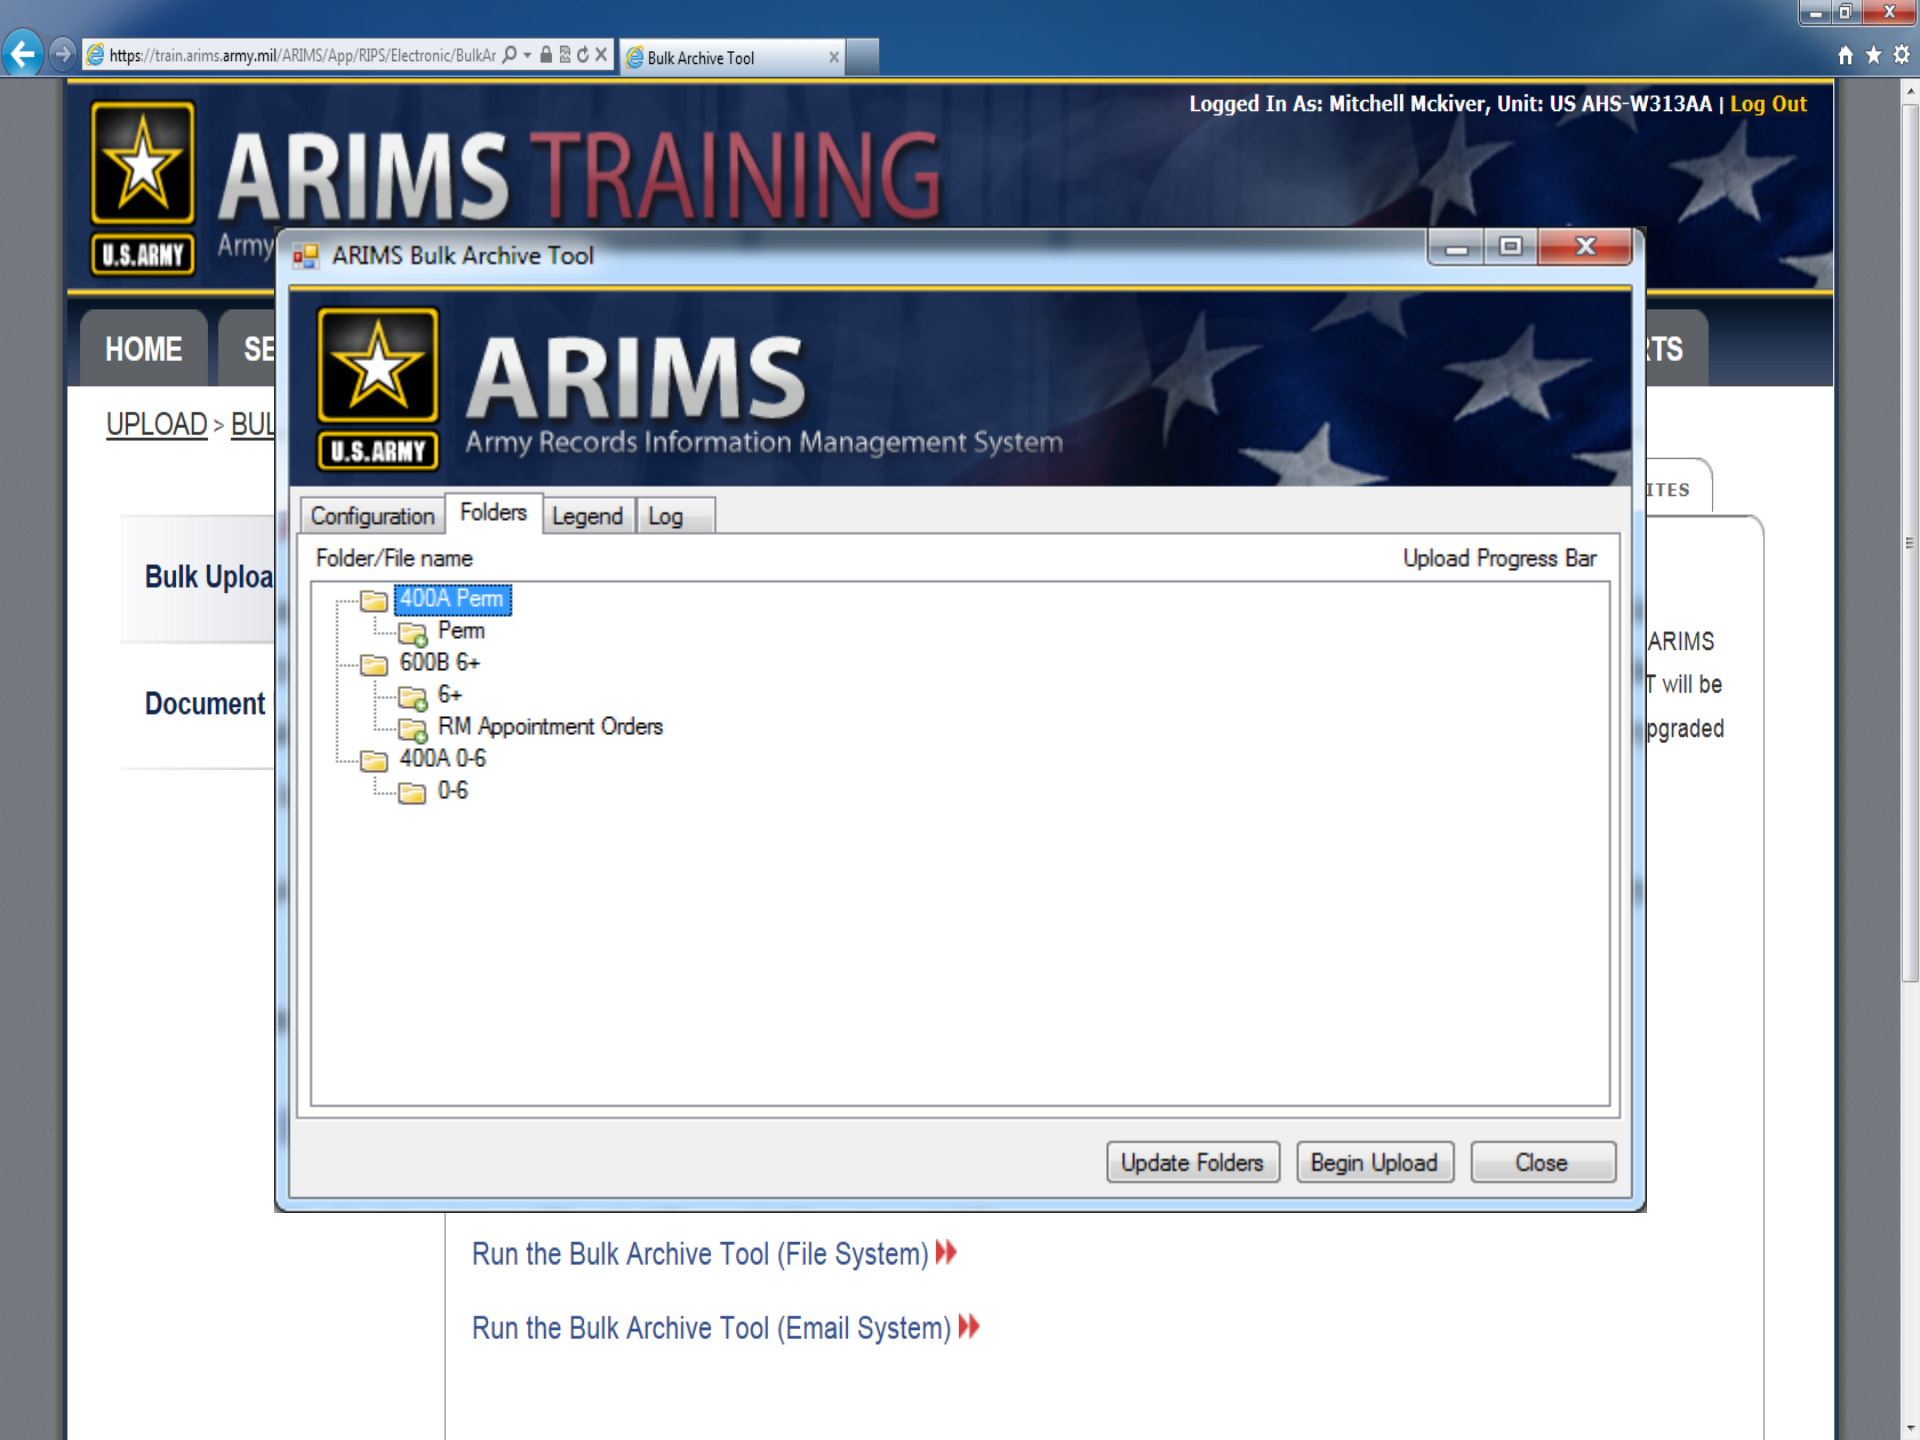 https://train.arims.army.mil/ARIMS/App/RIPS/Electronic/BulkAr
Bulk Archive Tool
Logged In As: Mitchell Mckiver, Unit: US AHS-W313AA | Log Out
ARIMS TRAINING
Army
U.S.ARMY
ARIMS Bulk Archive Tool
ARIMS
Army Records Information Management System
U.S.ARMY
HOME
SE
RTS
UPLOAD > BUL
ITES
Configuration
Folders
Legend
Log
Folder/File name
Upload Progress Bar
400A Perm
Perm
600B 6+
6+
RM Appointment Orders
400A 0-6
0-6
Bulk Uploa
Document
ARIMS
T will be
pgraded
Update Folders
Begin Upload
Close
Run the Bulk Archive Tool (File System)
Run the Bulk Archive Tool (Email System)